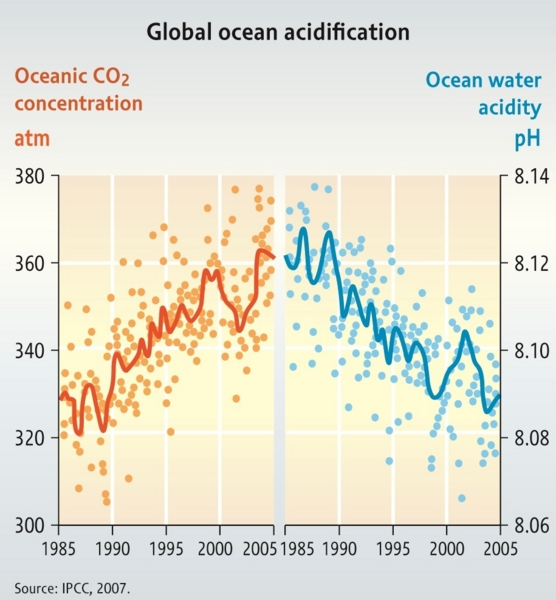 Global ocean acidification
Oceanic CO2
concentration
atm
Ocean water
acidity
pH
380
360
340
320
300
8.14
8.12
8.10
8.08
8.06
1985 1990 1995 2000 2005
1985 1990 1995 2000 2005
Source: IPCC, 2007.